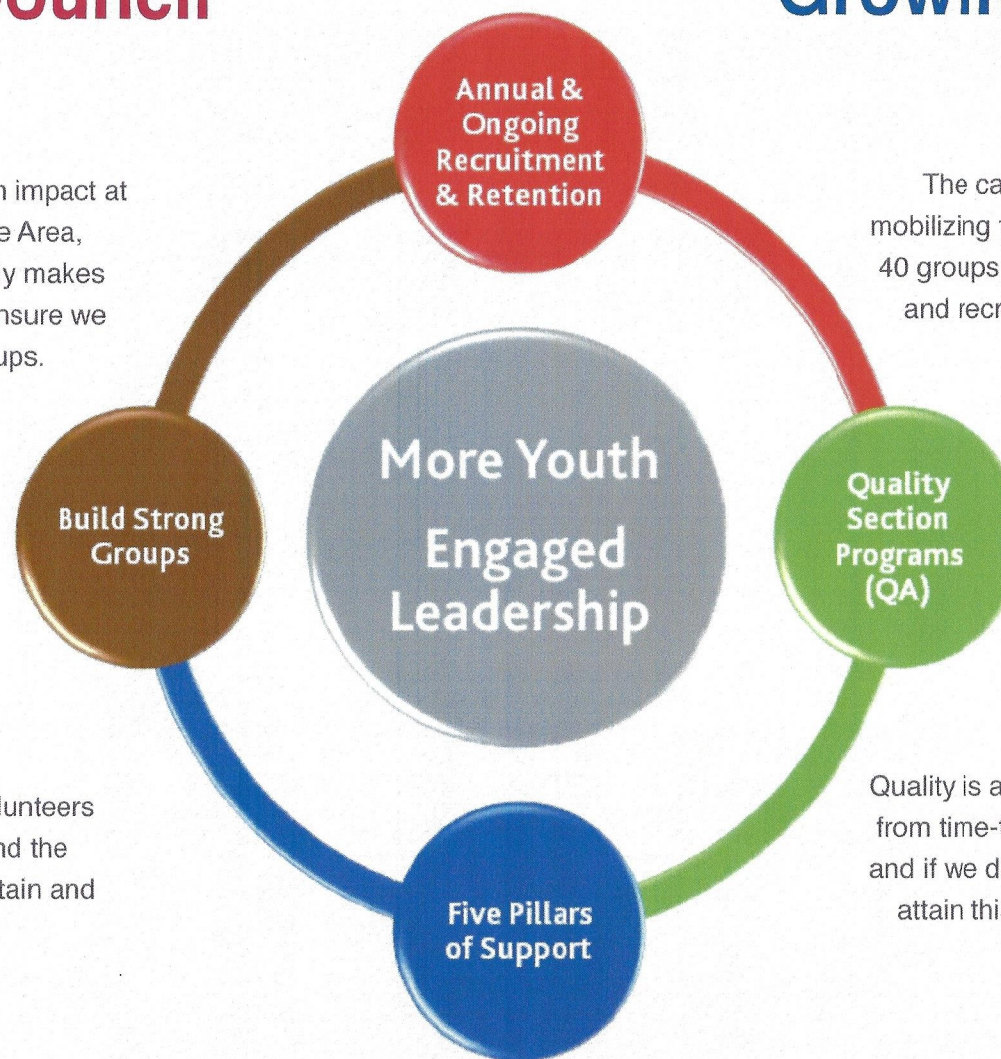 ouncil
Growin
Annual &
Ongoing
Recruitment
& Retention
n impact at
e Area,
y makes
nsure we
ups.
The ca
mobilizing
40 groups
and recr
Build Strong
Groups
More Youth
Engaged
Leadership
Quality
Section
Programs
(QA)
lunteers
nd the
tain and
Quality is a
from time-t
and if we d
attain thi
Five Pillars
of Support